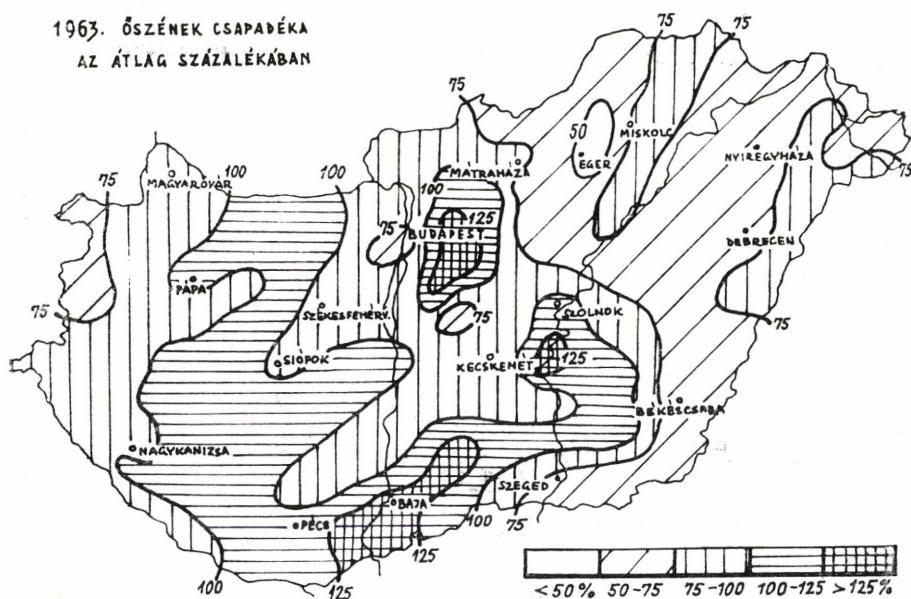 1963. ŐSZÉNEK CSAPADÉKA
AZ ÁTLAG SZÁZALÉKÁBAN
75
75
75
50
MISKOLC
EGER
MÁTRAHÁZA
NYIREGYHÁZA
75
75
MAGYARÓVÁR
100
100
100
125
BUDAPEST
75
DEBRECEN
PÁPA
75
SZÉKESFEHÉRV.
75
SZOLNOK
75
SIÓFOK
KECSKEMÉT
125
BÉKÉSCSABA
NAGYKANIZSA
SZEGED
BAJA
PÉCS
100
75
125
100
125
< 50 % 50-75 75-100 100-125 > 125 %